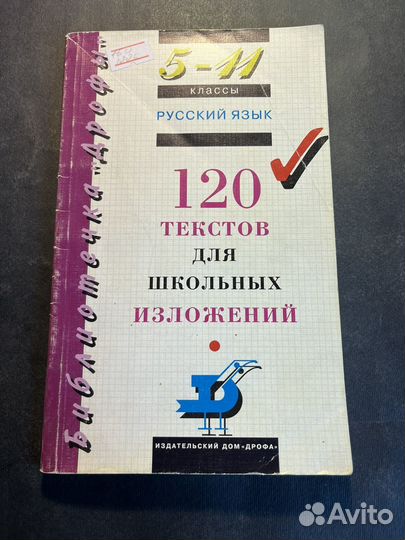 Библиотечка "Дрофы"
5-11
классы
РУССКИЙ ЯЗЫК
120
ТЕКСТОВ
ДЛЯ
ШКОЛЬНЫХ
ИЗЛОЖЕНИЙ
ИЗДАТЕЛЬСКИЙ ДОМ «ДРОФА»
Avito